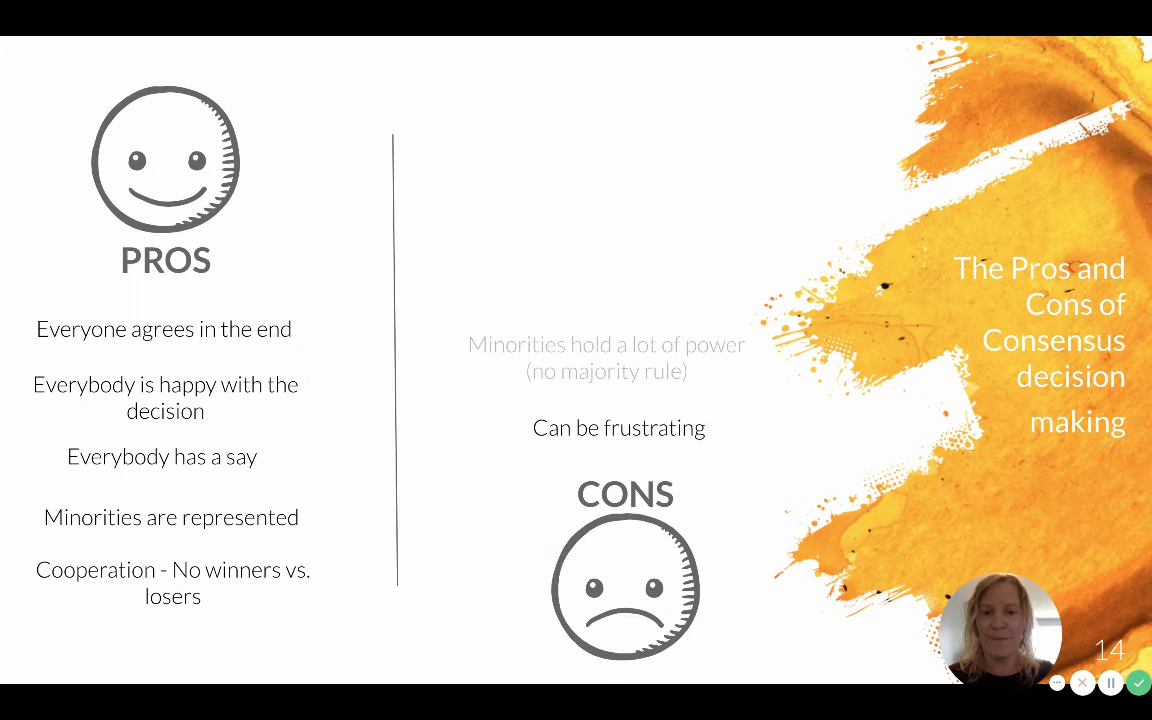 PROS
Everyone agrees in the end
Everybody is happy with the
decision
Everybody has a say
Minorities are represented
Cooperation - No winners vs.
losers
Minorities hold a lot of power
(no majority rule)
Can be frustrating
CONS
The Pros and
Cons of
Consensus
decision
making
14